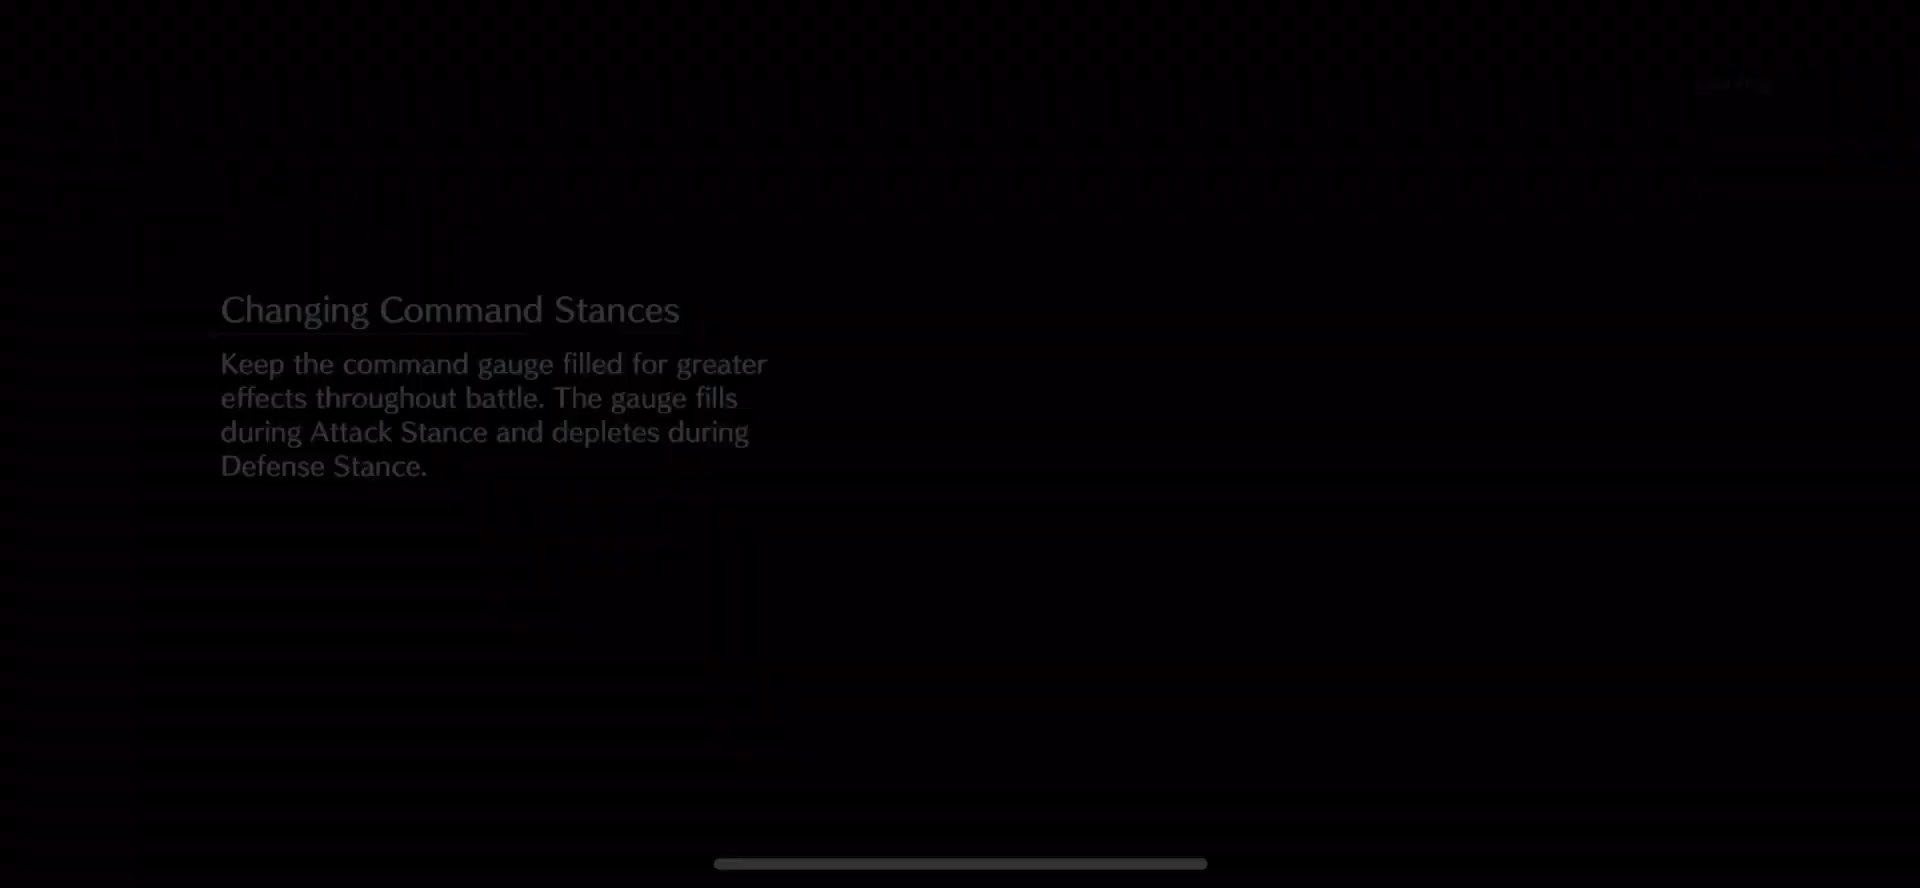 Changing Command Stances
Keep the command gauge filled for greater
effects throughout battle. The gauge fills
during Attack Stance and depletes during
Defense Stance.